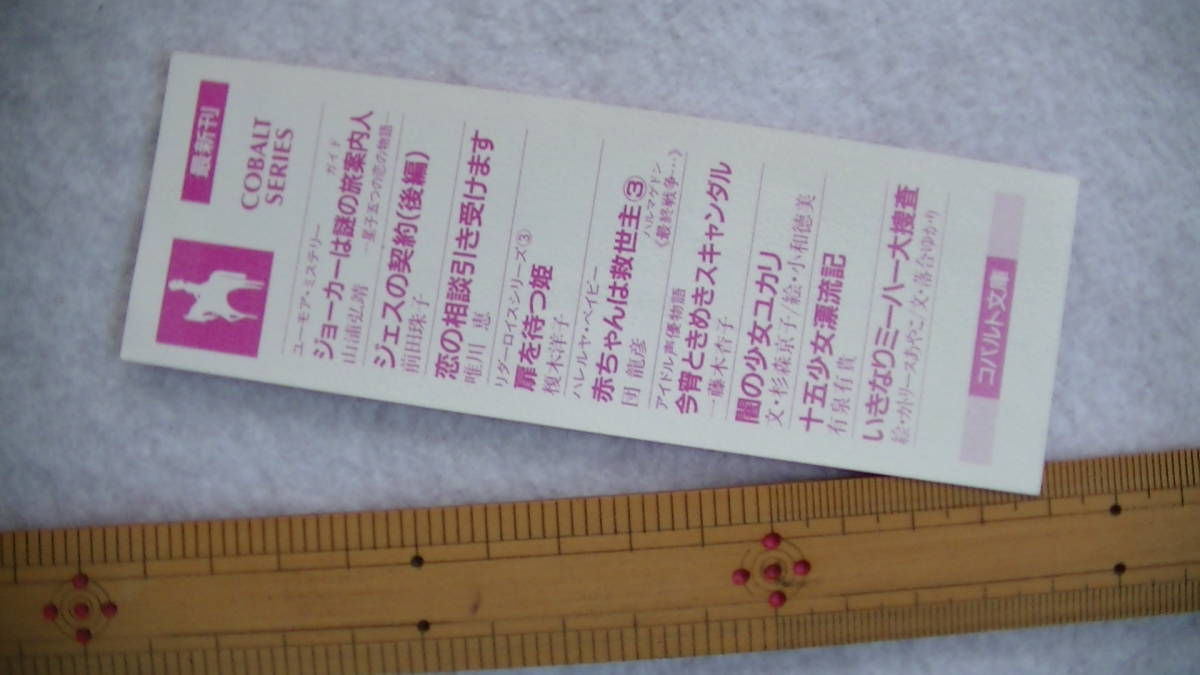 最新刊
COBALT
SERIES
ユーモア・ミステリー
ガイド
ジョーカーは謎の旅案内人
山浦弘靖
─星子五つの恋の物語─
ジェスの契約(後編)
前田珠子
恋の相談引き受けます
唯川 恵
リダーロイスシリーズ③
扉を待つ姫
榎木洋子
ハレルヤ・ベイビー
赤ちゃんは救世主③
ハルマゲドン
団 龍彦
《最終戦争…》
アイドル声優物語
今宵ときめきスキャンダル
一藤木杳子
闇の少女ユカリ
文・杉森京子/絵・小和徳美
十五少女漂流記
有泉有貴
いきなりミーハー大捜査
絵・カトリーヌあやこ/文・落合ゆかり
コバルト文庫